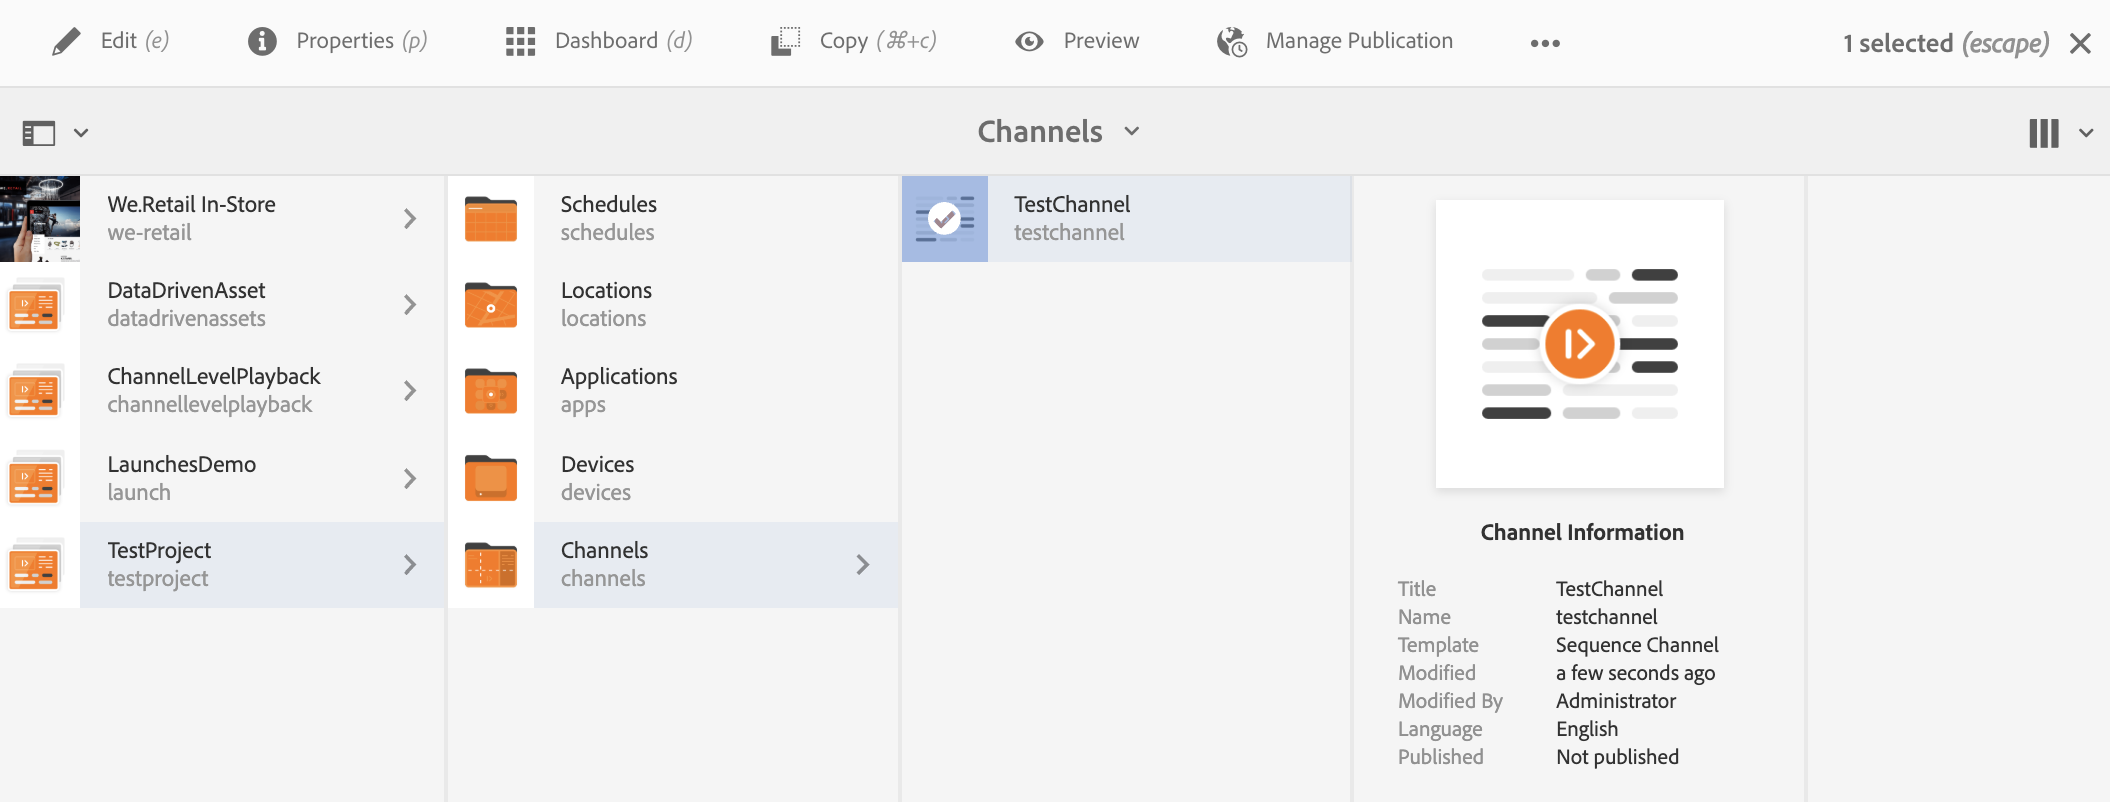 Edit (e) Properties (p) Dashboard (d) Copy (⌘+c) Preview Manage Publication 1 selected (escape)
Channels
We.Retail In-Store
we-retail
DataDrivenAsset
datadrivenassets
ChannelLevelPlayback
channellevelplayback
LaunchesDemo
launch
TestProject
testproject
Schedules
schedules
Locations
locations
Applications
apps
Devices
devices
Channels
channels
TestChannel
testchannel
Channel Information
Title TestChannel
Name testchannel
Template Sequence Channel
Modified a few seconds ago
Modified By Administrator
Language English
Published Not published